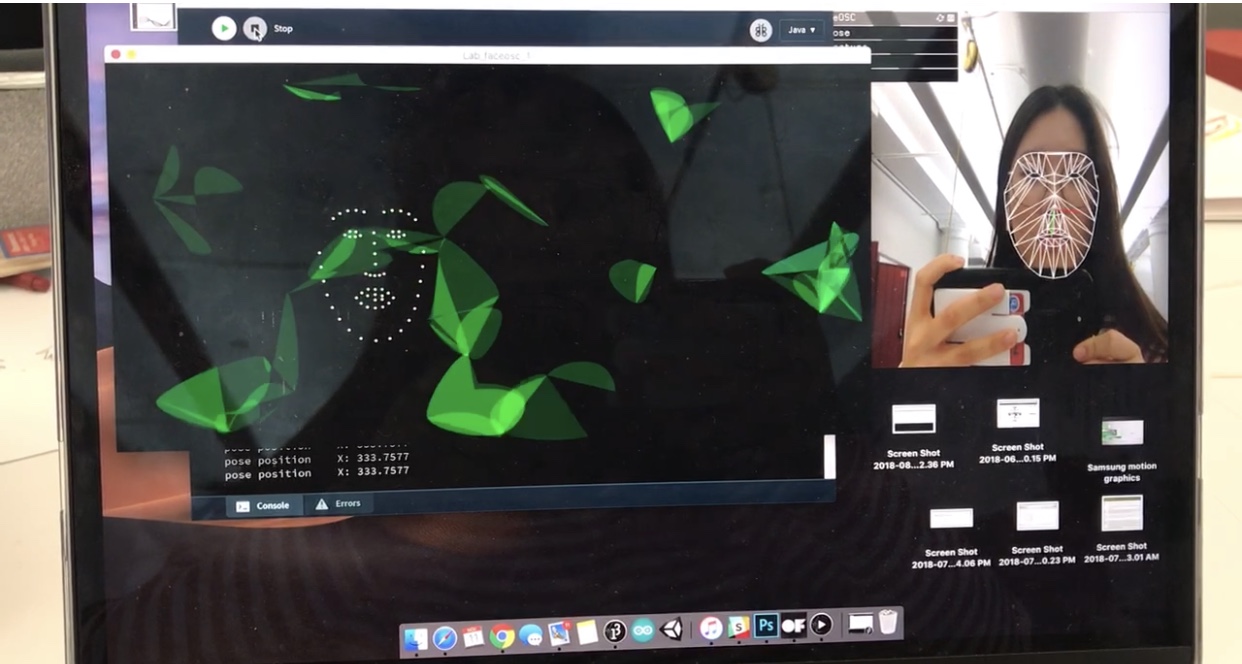 Stop
Java
eOSC
ose
Lab_faceosc_1
pose position X: 333.7577
pose position X: 333.7577
Console
Errors
Screen Shot
2018-08...2.36 PM
Screen Shot
2018-06...0.15 PM
Samsung motion
graphics
Screen Shot
2018-07...4.06 PM
Screen Shot
2018-07...0.23 PM
Screen Shot
2018-07...3.01 AM
Ps
OF